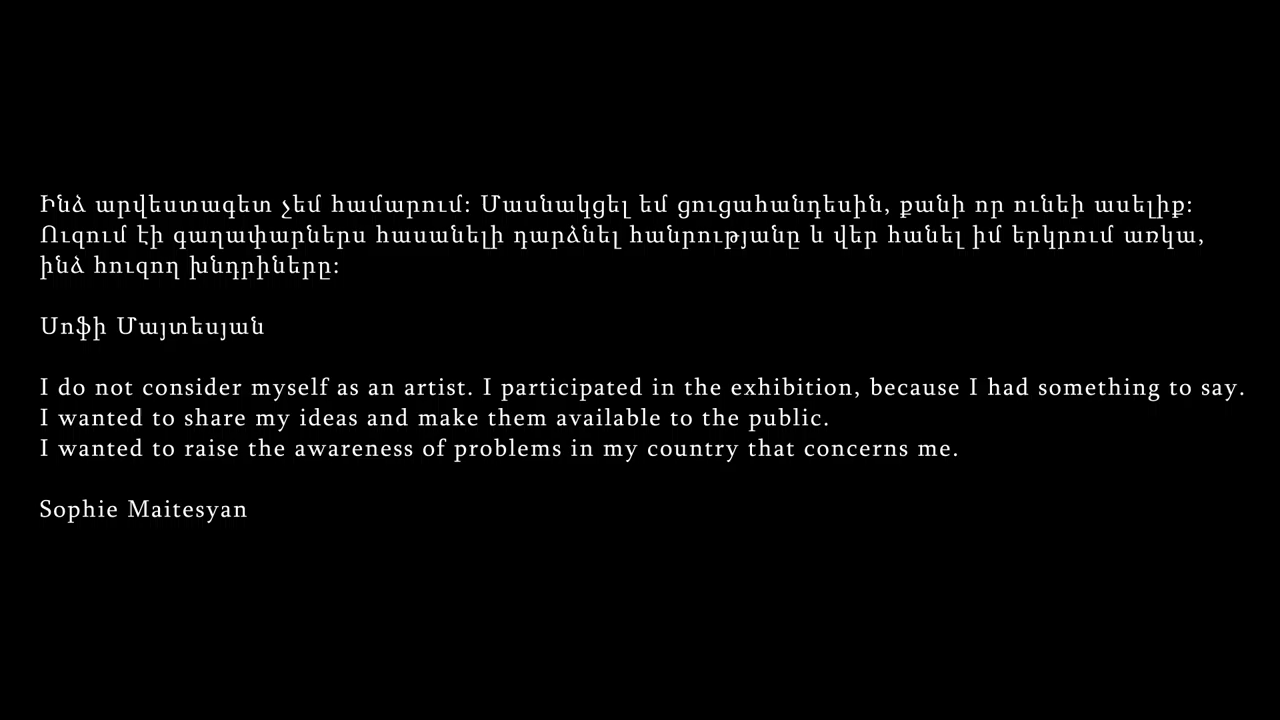 Ինձ արվեստագետ չեմ համարում: Մասնակցել եմ ցուցահանդեսին, քանի որ ունեի ասելիք:
Ուզում էի գաղափարներս հասանելի դարձնել հանրությանը և վեր հանել իմ երկրում առկա,
ինձ հուզող խնդրիները:
Սոֆի Մայտեսյան
I do not consider myself as an artist. I participated in the exhibition, because I had something to say.
I wanted to share my ideas and make them available to the public.
I wanted to raise the awareness of problems in my country that concerns me.
Sophie Maitesyan